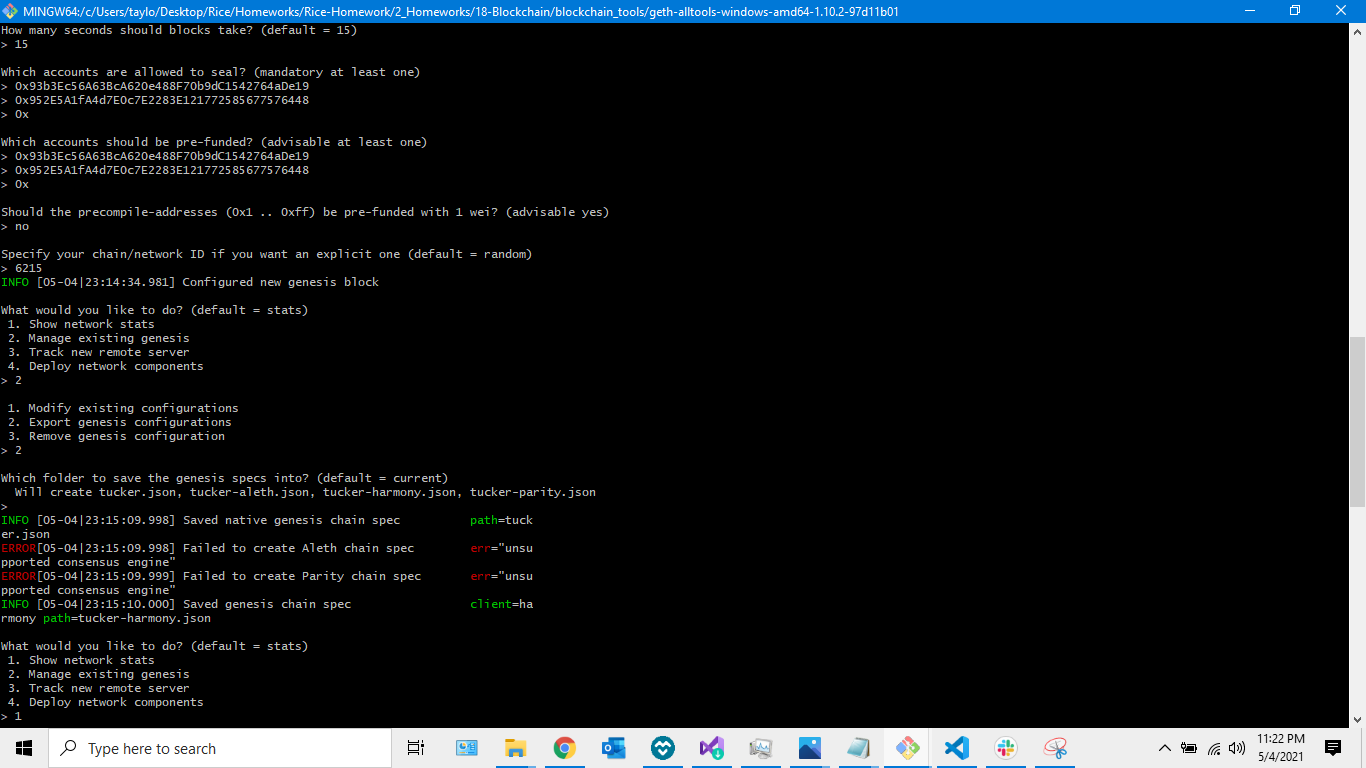 MINGW64:/c/Users/taylo/Desktop/Rice/Homeworks/Rice-Homework/2_Homeworks/18-Blockchain/blockchain_tools/geth-alltools-windows-amd64-1.10.2-97d11b01
How many seconds should blocks take? (default = 15)
> 15
Which accounts are allowed to seal? (mandatory at least one)
> 0x93b3Ec56A63BcA620e488F70b9dC1542764aDe19
> 0x952E5A1fA4d7E0c7E2283E121772585677576448
> 0x
Which accounts should be pre-funded? (advisable at least one)
> 0x93b3Ec56A63BcA620e488F70b9dC1542764aDe19
> 0x952E5A1fA4d7E0c7E2283E121772585677576448
> 0x
Should the precompile-addresses (0x1 .. 0xff) be pre-funded with 1 wei? (advisable yes)
> no
Specify your chain/network ID if you want an explicit one (default = random)
> 6215
INFO [05-04|23:14:34.981] Configured new genesis block
What would you like to do? (default = stats)
1. Show network stats
2. Manage existing genesis
3. Track new remote server
4. Deploy network components
> 2
1. Modify existing configurations
2. Export genesis configurations
3. Remove genesis configuration
> 2
Which folder to save the genesis specs into? (default = current)
Will create tucker.json, tucker-aleth.json, tucker-harmony.json, tucker-parity.json
>
INFO [05-04|23:15:09.998] Saved native genesis chain spec path=tuck
er.json
ERROR[05-04|23:15:09.998] Failed to create Aleth chain spec err="unsu
pported consensus engine"
ERROR[05-04|23:15:09.999] Failed to create Parity chain spec err="unsu
pported consensus engine"
INFO [05-04|23:15:10.000] Saved genesis chain spec client=ha
rmony path=tucker-harmony.json
What would you like to do? (default = stats)
1. Show network stats
2. Manage existing genesis
3. Track new remote server
4. Deploy network components
> 1
Type here to search
11:22 PM
5/4/2021